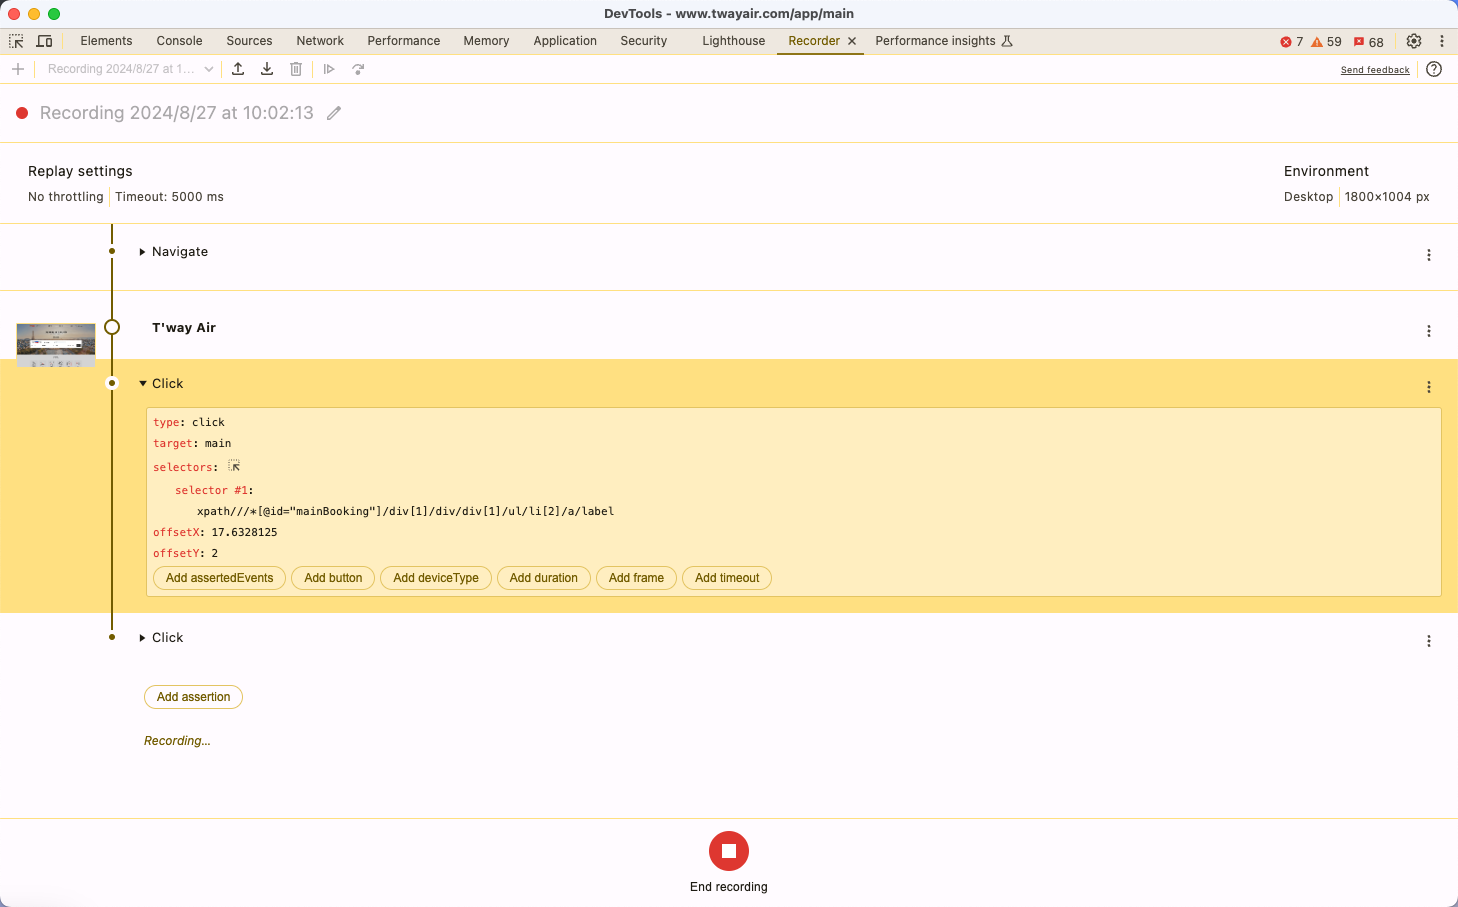 DevTools - www.twayair.com/app/main
Elements Console Sources Network Performance Memory Application Security Lighthouse Recorder Performance insights 7 59 68
Recording 2024/8/27 at 1... Send feedback
Recording 2024/8/27 at 10:02:13
Replay settings
No throttling Timeout: 5000 ms
Environment
Desktop 1800×1004 px
Navigate
T'way Air
Click
type: click
target: main
selectors:
selector #1:
xpath///*[@id="mainBooking"]/div[1]/div/div[1]/ul/li[2]/a/label
offsetX: 17.6328125
offsetY: 2
Add assertedEvents Add button Add deviceType Add duration Add frame Add timeout
Click
Add assertion
Recording...
End recording